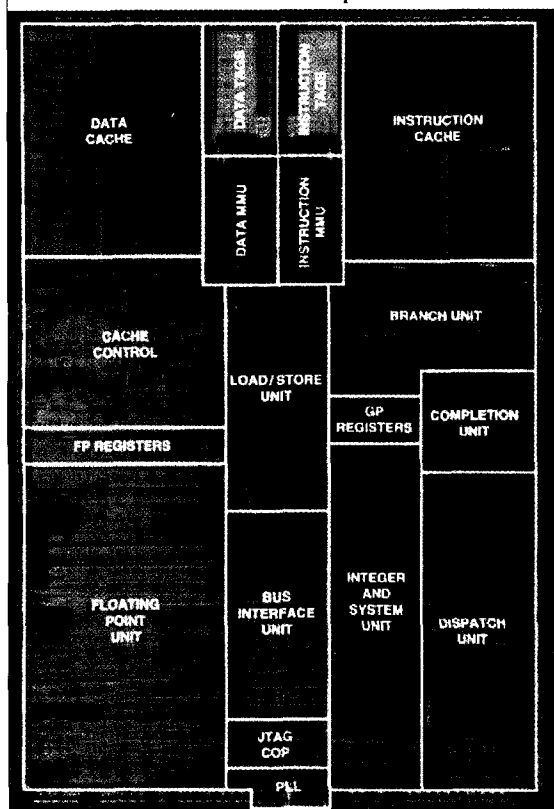 DATA
CACHE
DATA TAGS
INSTRUCTION
TAGS
INSTRUCTION
CACHE
DATA MMU
INSTRUCTION
MMU
CACHE
CONTROL
LOAD/STORE
UNIT
BRANCH UNIT
GP
REGISTERS
COMPLETION
UNIT
FP REGISTERS
FLOATING
POINT
UNIT
BUS
INTERFACE
UNIT
INTEGER
AND
SYSTEM
UNIT
DISPATCH
UNIT
JTAG
COP
PLL